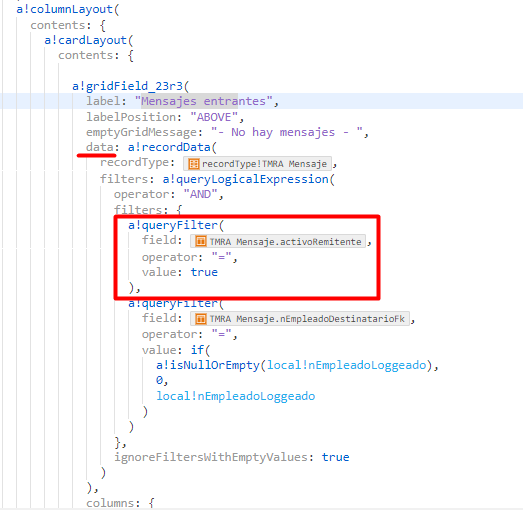 a!columnLayout(
contents: {
a!cardLayout(
contents: {
a!gridField_23r3(
label: "Mensajes entrantes",
labelPosition: "ABOVE",
emptyGridMessage: "- No hay mensajes - ",
data: a!recordData(
recordType: recordType!TMRA Mensaje,
filters: a!queryLogicalExpression(
operator: "AND",
filters: {
a!queryFilter(
field: TMRA Mensaje.activoRemitente,
operator: "=",
value: true
),
a!queryFilter(
field: TMRA Mensaje.nEmpleadoDestinatarioFk,
operator: "=",
value: if(
a!isNullOrEmpty(local!nEmpleadoLoggeado),
0,
local!nEmpleadoLoggeado
)
)
},
ignoreFiltersWithEmptyValues: true
)
),
columns: {